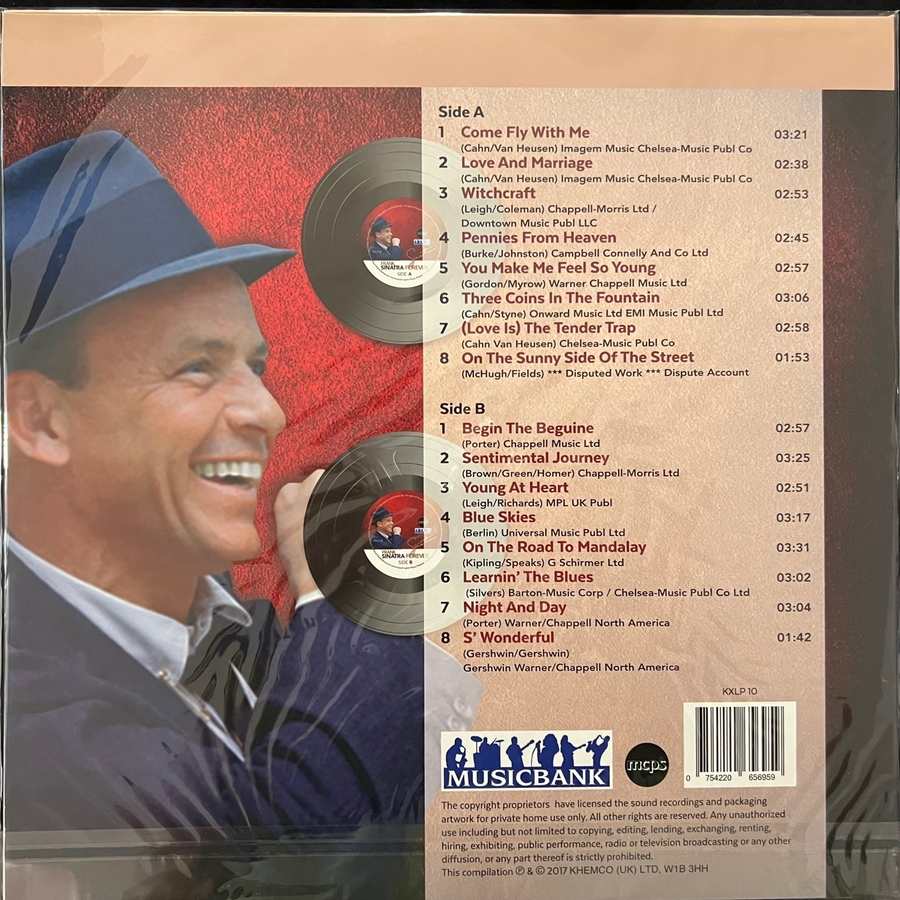 Side A
1 Come Fly With Me 03:21
(Cahn/Van Heusen) Imagem Music Chelsea-Music Publ Co
2 Love And Marriage 02:38
(Cahn/Van Heusen) Imagem Music Chelsea-Music Publ Co
3 Witchcraft 02:53
(Leigh/Coleman) Chappell-Morris Ltd /
Downtown Music Publ LLC
4 Pennies From Heaven 02:45
(Burke/Johnston) Campbell Connelly And Co Ltd
5 You Make Me Feel So Young 02:57
(Gordon/Myrow) Warner Chappell Music Ltd
6 Three Coins In The Fountain 03:06
(Cahn/Styne) Onward Music Ltd EMI Music Publ Ltd
7 (Love Is) The Tender Trap 02:58
(Cahn Van Heusen) Chelsea-Music Publ Co
8 On The Sunny Side Of The Street 01:53
(McHugh/Fields) *** Disputed Work *** Dispute Account
FRANK
SINATRA FOREVER
SIDE A
Side B
1 Begin The Beguine 02:57
(Porter) Chappell Music Ltd
2 Sentimental Journey 03:25
(Brown/Green/Homer) Chappell-Morris Ltd
3 Young At Heart 02:51
(Leigh/Richards) MPL UK Publ
4 Blue Skies 03:17
(Berlin) Universal Music Publ Ltd
5 On The Road To Mandalay 03:31
(Kipling/Speaks) G Schirmer Ltd
6 Learnin' The Blues 03:02
(Silvers) Barton-Music Corp / Chelsea-Music Publ Co Ltd
7 Night And Day 03:04
(Porter) Warner/Chappell North America
8 S' Wonderful 01:42
(Gershwin/Gershwin)
Gershwin Warner/Chappell North America
FRANK
SINATRA FOREVER
SIDE B
KXLP 10
MUSICBANK
mcps
0 754220 656959
The copyright proprietors have licensed the sound recordings and packaging
artwork for private home use only. All other rights are reserved. Any unauthorized
use including but not limited to copying, editing, lending, exchanging, renting,
hiring, exhibiting, public performance, radio or television broadcasting or any other
diffusion, or any part thereof is strictly prohibited.
This compilation ℗ & © 2017 KHEMCO (UK) LTD, W1B 3HH